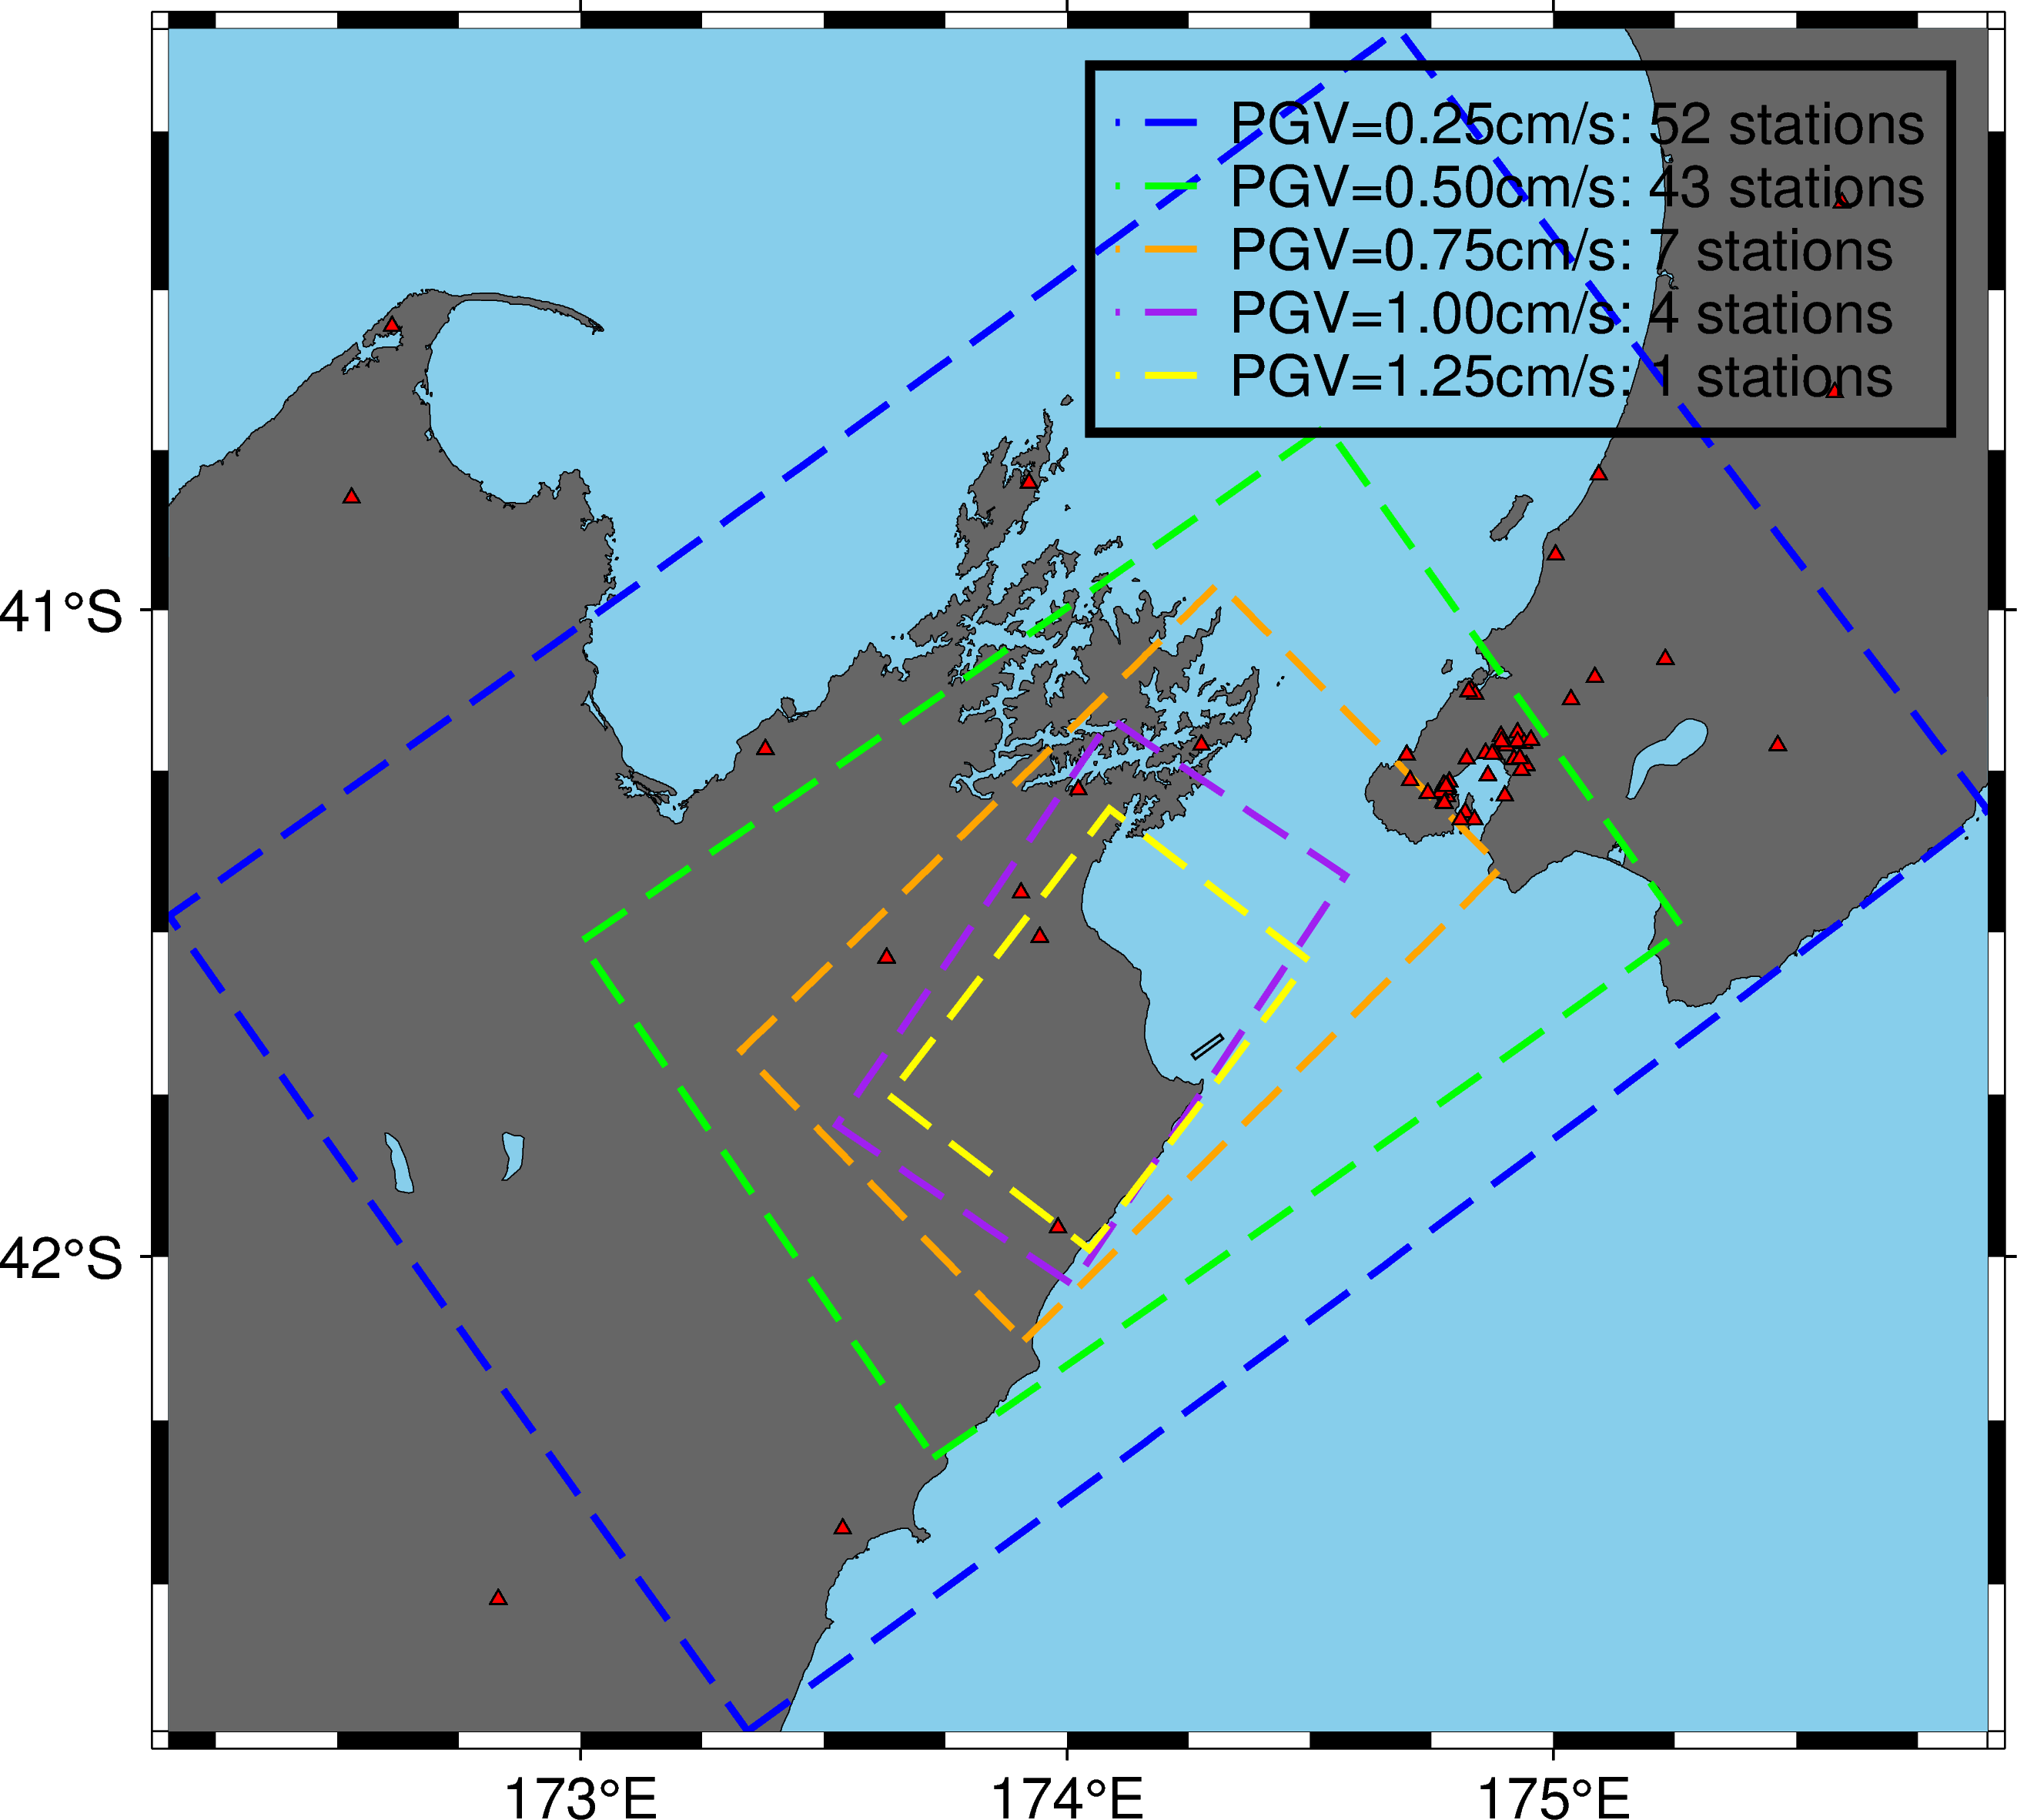 PGV=0.25cm/s: 52 stations
PGV=0.50cm/s: 43 stations
PGV=0.75cm/s: 7 stations
PGV=1.00cm/s: 4 stations
PGV=1.25cm/s: 1 stations
41°S
42°S
173°E
174°E
175°E